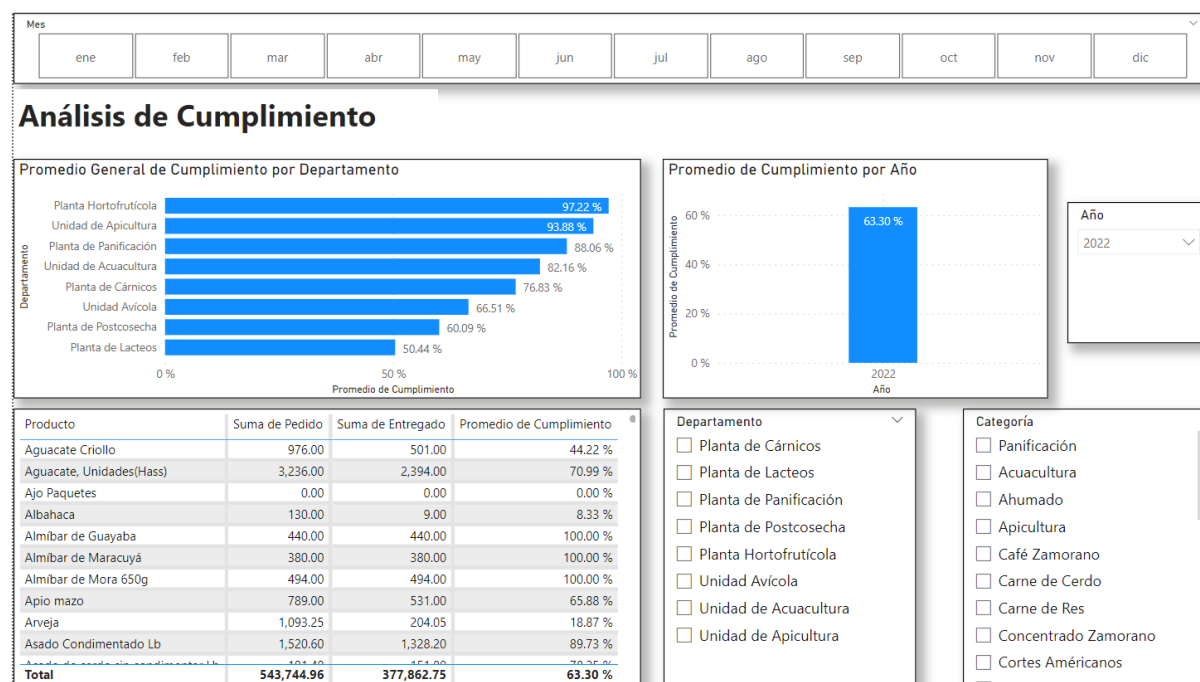 Mes
ene feb mar abr may jun jul ago sep oct nov dic
Análisis de Cumplimiento
Promedio General de Cumplimiento por Departamento
Departamento
Planta Hortofrutícola 97.22 %
Unidad de Apicultura 93.88 %
Planta de Panificación 88.06 %
Unidad de Acuacultura 82.16 %
Planta de Cárnicos 76.83 %
Unidad Avícola 66.51 %
Planta de Postcosecha 60.09 %
Planta de Lacteos 50.44 %
0 % 50 % 100 %
Promedio de Cumplimiento
Promedio de Cumplimiento por Año
Promedio de Cumplimiento
60 %
40 %
20 %
0 %
63.30 %
2022
Año
Año
2022
Producto Suma de Pedido Suma de Entregado Promedio de Cumplimiento
Aguacate Criollo 976.00 501.00 44.22 %
Aguacate, Unidades(Hass) 3,236.00 2,394.00 70.99 %
Ajo Paquetes 0.00 0.00 0.00 %
Albahaca 130.00 9.00 8.33 %
Almíbar de Guayaba 440.00 440.00 100.00 %
Almíbar de Maracuyá 380.00 380.00 100.00 %
Almíbar de Mora 650g 494.00 494.00 100.00 %
Apio mazo 789.00 531.00 65.88 %
Arveja 1,093.25 204.05 18.87 %
Asado Condimentado Lb 1,520.60 1,328.20 89.73 %
Total 543,744.96 377,862.75 63.30 %
Departamento
Planta de Cárnicos
Planta de Lacteos
Planta de Panificación
Planta de Postcosecha
Planta Hortofrutícola
Unidad Avícola
Unidad de Acuacultura
Unidad de Apicultura
Categoría
Panificación
Acuacultura
Ahumado
Apicultura
Café Zamorano
Carne de Cerdo
Carne de Res
Concentrado Zamorano
Cortes Américanos